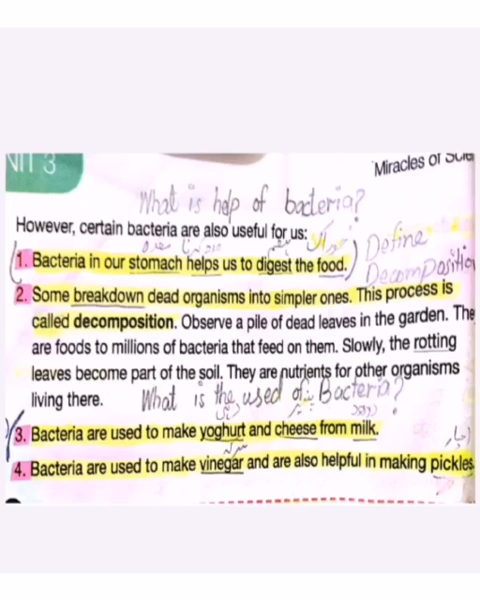 NIT 3
Miracles of Scie
What is help of bacteria?
However, certain bacteria are also useful for us:
Define
1. Bacteria in our stomach helps us to digest the food.
Decomposition
2. Some breakdown dead organisms into simpler ones. This process is
called decomposition. Observe a pile of dead leaves in the garden. The
are foods to millions of bacteria that feed on them. Slowly, the rotting
leaves become part of the soil. They are nutrients for other organisms
living there.
What is the used of Bacteria?
3. Bacteria are used to make yoghurt and cheese from milk.
اچار
4. Bacteria are used to make vinegar and are also helpful in making pickles